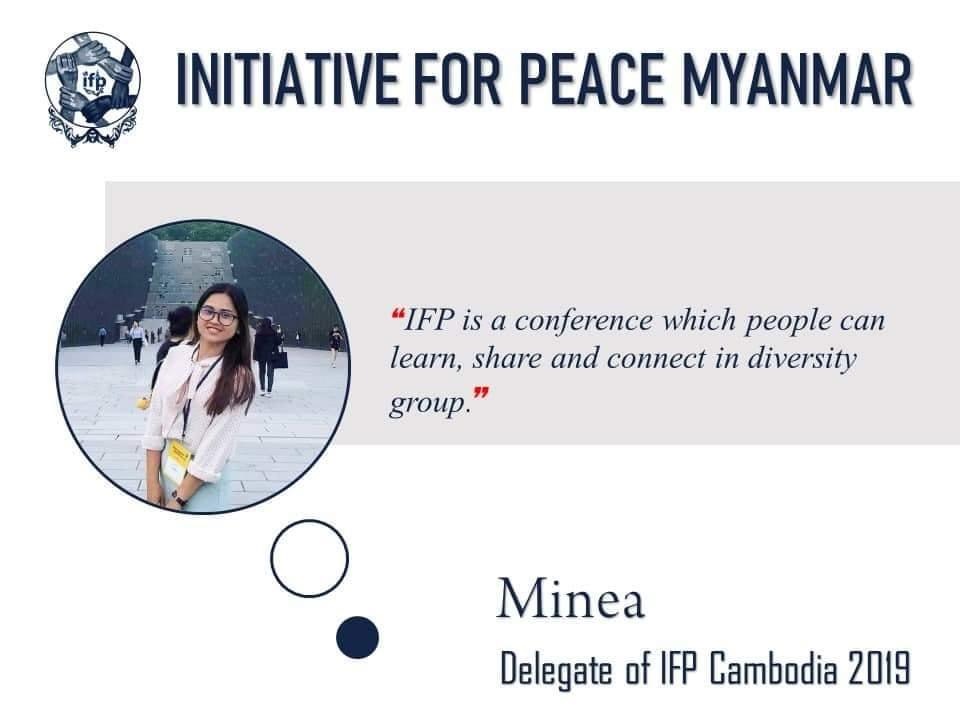 ifp
INITIATIVE FOR PEACE MYANMAR
❝IFP is a conference which people can
learn, share and connect in diversity
group.❞
Minea
Delegate of IFP Cambodia 2019